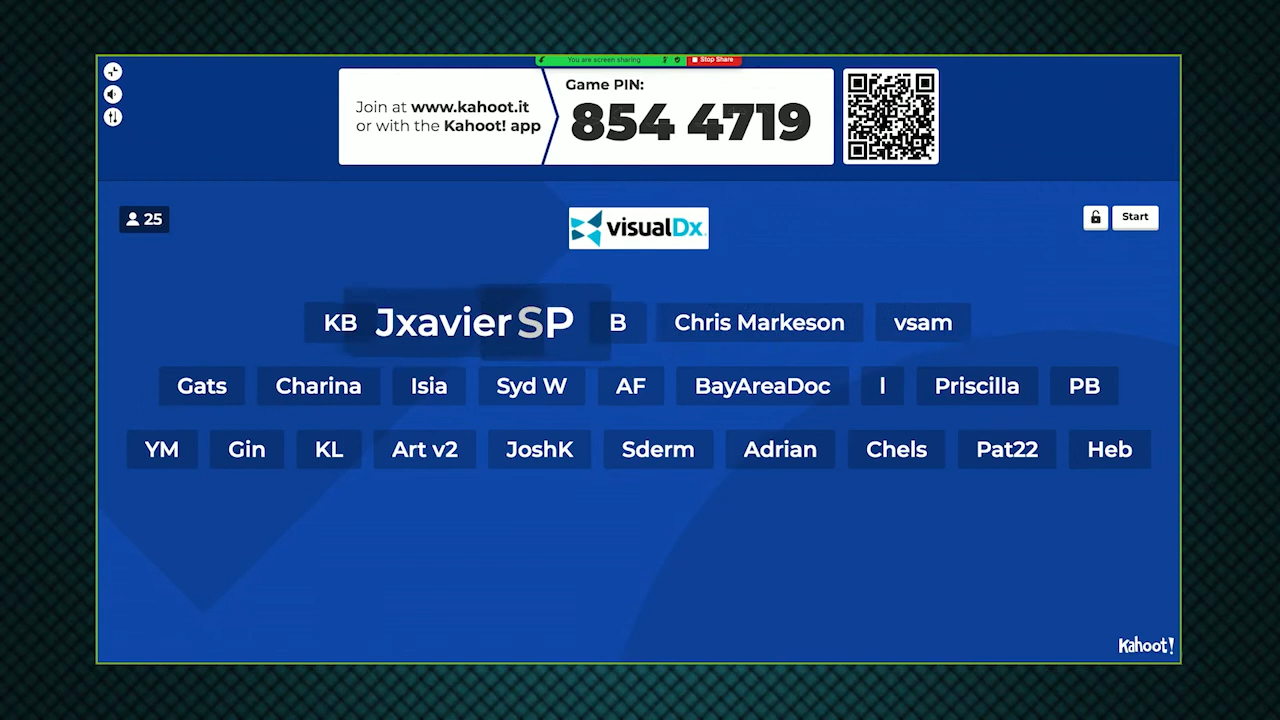 You are screen sharing Stop Share
Join at www.kahoot.it
or with the Kahoot! app
Game PIN:
854 4719
25
visualDx
Start
KB Jxavier SP B Chris Markeson vsam
Gats Charina Isia Syd W AF BayAreaDoc l Priscilla PB
YM Gin KL Art v2 JoshK Sderm Adrian Chels Pat22 Heb
Kahoot!